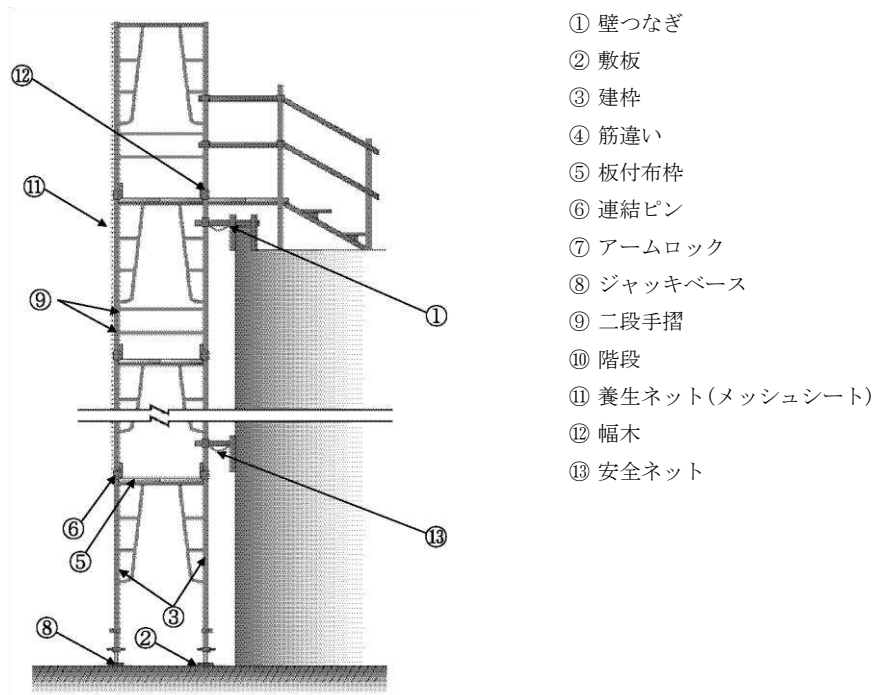 ① 壁つなぎ
② 敷板
③ 建枠
④ 筋違い
⑤ 板付布枠
⑥ 連結ピン
⑦ アームロック
⑧ ジャッキベース
⑨ 二段手摺
⑩ 階段
⑪ 養生ネット(メッシュシート)
⑫ 幅木
⑬ 安全ネット
⑫
⑪
⑨
①
⑥
⑤
⑬
③
⑧
②